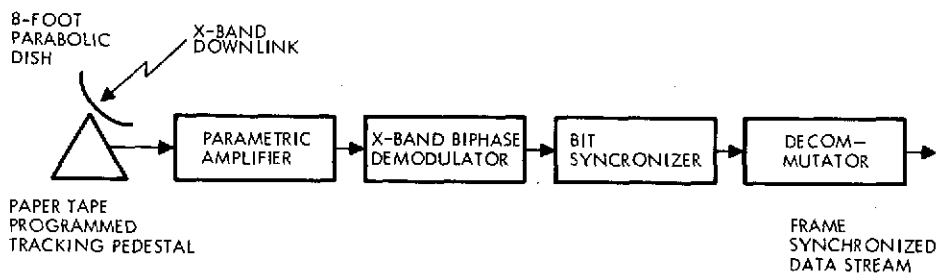 8-FOOT
PARABOLIC
DISH
X-BAND
DOWNLINK
PARAMETRIC
AMPLIFIER
X-BAND BIPHASE
DEMODULATOR
BIT
SYNCRONIZER
DECOM-
MUTATOR
PAPER TAPE
PROGRAMMED
TRACKING PEDESTAL
FRAME
SYNCHRONIZED
DATA STREAM